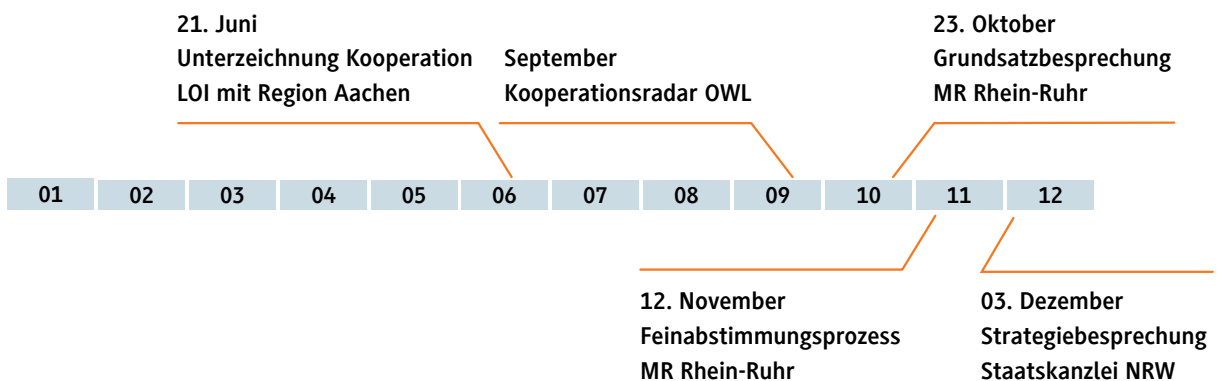 21. Juni
Unterzeichnung Kooperation
LOI mit Region Aachen
September
Kooperationsradar OWL
23. Oktober
Grundsatzbesprechung
MR Rhein-Ruhr
01 02 03 04 05 06 07 08 09 10 11 12
12. November
Feinabstimmungsprozess
MR Rhein-Ruhr
03. Dezember
Strategiebesprechung
Staatskanzlei NRW